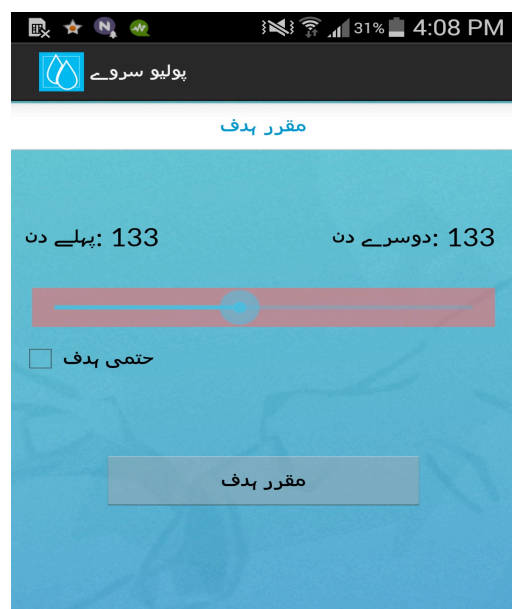 31% 4:08 PM
پولیو سروے
مقرر ہدف
پہلے دن: 133
دوسرے دن: 133
حتمی ہدف
مقرر ہدف